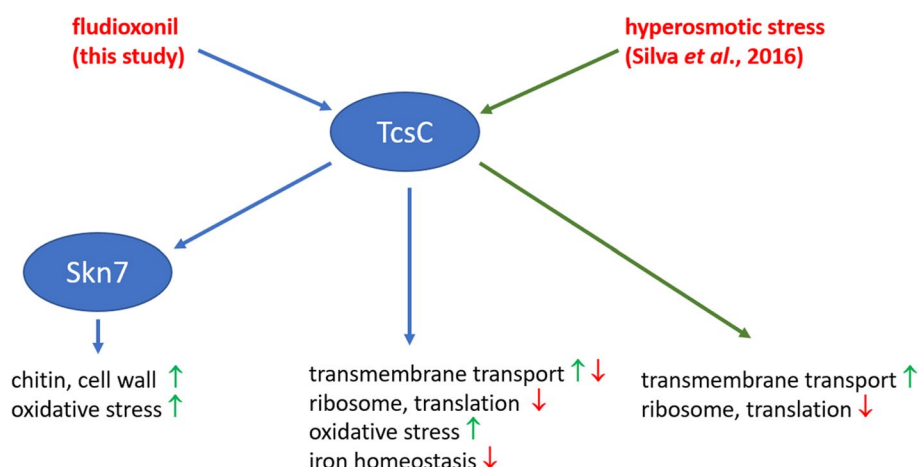 fludioxonil
(this study)
hyperosmotic stress
(Silva et al., 2016)
TcsC
Skn7
chitin, cell wall ↑
oxidative stress ↑
transmembrane transport ↑ ↓
ribosome, translation ↓
oxidative stress ↑
iron homeostasis ↓
transmembrane transport ↑
ribosome, translation ↓